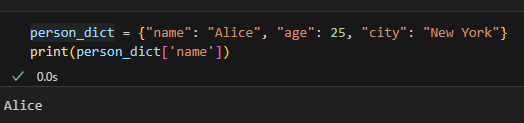 person_dict = {"name": "Alice", "age": 25, "city": "New York"}
print(person_dict['name'])
0.0s
Alice